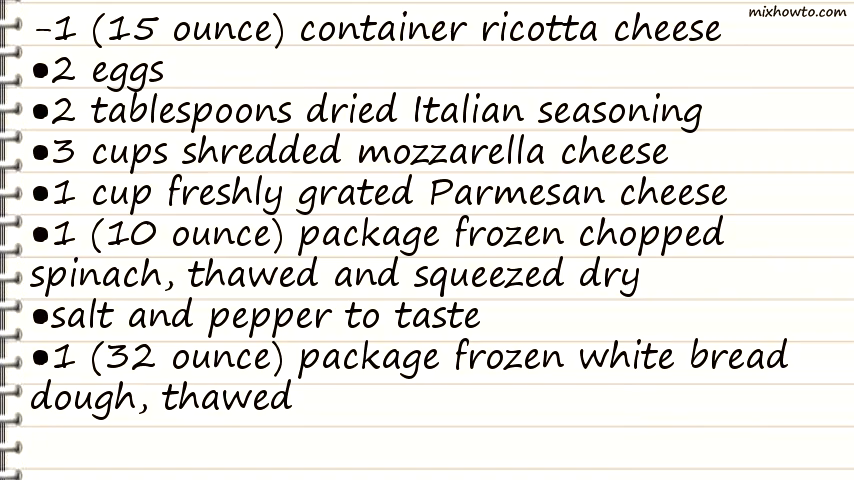 mixhowto.com
-1 (15 ounce) container ricotta cheese
•2 eggs
•2 tablespoons dried Italian seasoning
•3 cups shredded mozzarella cheese
•1 cup freshly grated Parmesan cheese
•1 (10 ounce) package frozen chopped
spinach, thawed and squeezed dry
•salt and pepper to taste
•1 (32 ounce) package frozen white bread
dough, thawed